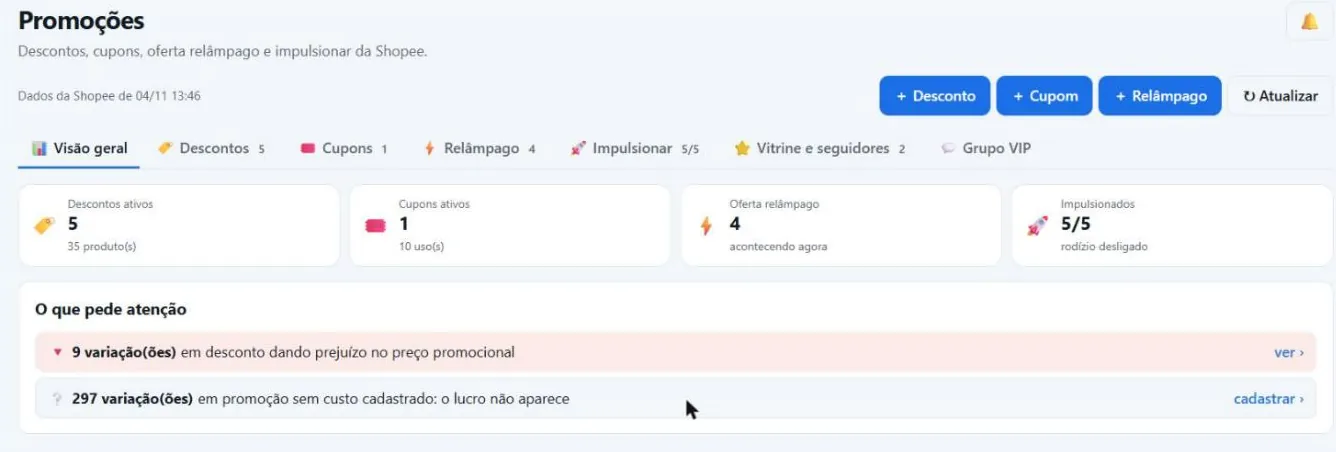 Promoções
Descontos, cupons, oferta relâmpago e impulsionar da Shopee.
Dados da Shopee de 04/11 13:46
+ Desconto + Cupom + Relâmpago ↻ Atualizar
Visão geral Descontos 5 Cupons 1 Relâmpago 4 Impulsionar 5/5 Vitrine e seguidores 2 Grupo VIP
Descontos ativos
5
35 produto(s)
Cupons ativos
1
10 uso(s)
Oferta relâmpago
4
acontecendo agora
Impulsionados
5/5
rodízio desligado
O que pede atenção
9 variação(ões) em desconto dando prejuízo no preço promocional ver ›
297 variação(ões) em promoção sem custo cadastrado: o lucro não aparece cadastrar ›